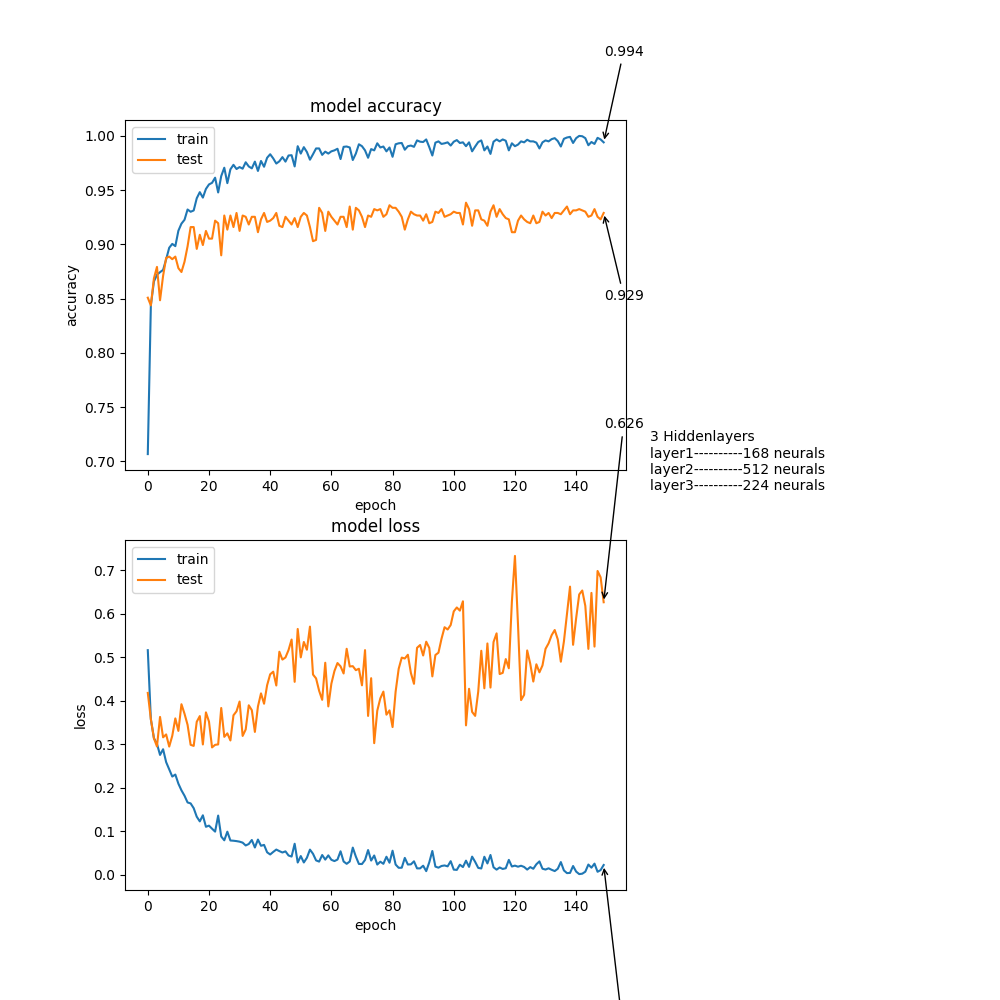 0.994
model accuracy
train
test
1.00
0.95
0.90
0.85
0.80
0.75
0.70
accuracy
0.929
0 20 40 60 80 100 120 140
epoch
0.626
3 Hiddenlayers
layer1----------168 neurals
layer2----------512 neurals
layer3----------224 neurals
model loss
train
test
0.7
0.6
0.5
0.4
0.3
0.2
0.1
0.0
loss
0 20 40 60 80 100 120 140
epoch